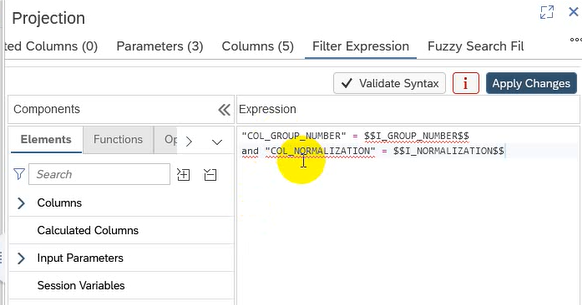 Projection
ted Columns (0) Parameters (3) Columns (5) Filter Expression Fuzzy Search Fil
Validate Syntax i Apply Changes
Components Expression
Elements Functions Op
"COL_GROUP_NUMBER" = $$I_GROUP_NUMBER$$
and "COL_NORMALIZATION" = $$I_NORMALIZATION$$
Search
Columns
Calculated Columns
Input Parameters
Session Variables